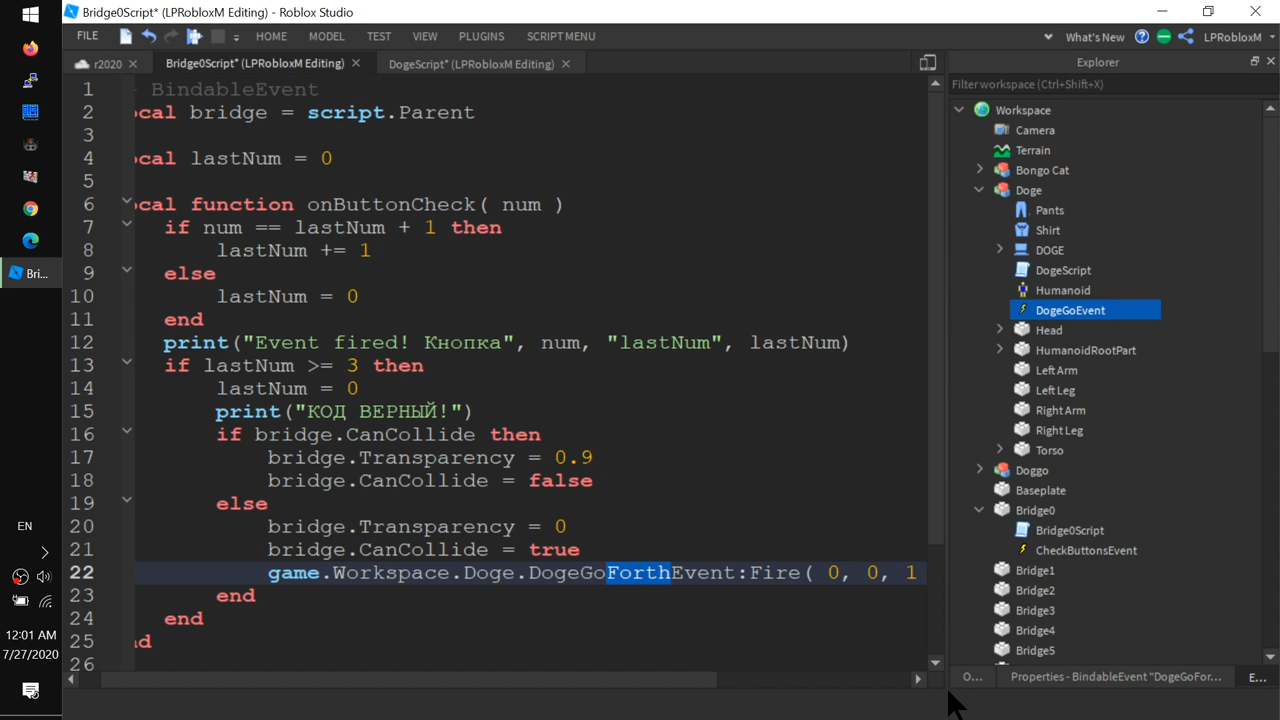 Bridge0Script* (LPRobloxM Editing) - Roblox Studio
FILE HOME MODEL TEST VIEW PLUGINS SCRIPT MENU What's New LPRobloxM
r2020 Bridge0Script* (LPRobloxM Editing) DogeScript* (LPRobloxM Editing)
1 - BindableEvent
2 ocal bridge = script.Parent
3
4 ocal lastNum = 0
5
6 ocal function onButtonCheck( num )
7 if num == lastNum + 1 then
8 lastNum += 1
9 else
10 lastNum = 0
11 end
12 print("Event fired! Кнопка", num, "lastNum", lastNum)
13 if lastNum >= 3 then
14 lastNum = 0
15 print("КОД ВЕРНЫЙ!")
16 if bridge.CanCollide then
17 bridge.Transparency = 0.9
18 bridge.CanCollide = false
19 else
20 bridge.Transparency = 0
21 bridge.CanCollide = true
22 game.Workspace.Doge.DogeGoForthEvent:Fire( 0, 0, 1
23 end
24 end
25 nd
26
Explorer
Filter workspace (Ctrl+Shift+X)
Workspace
Camera
Terrain
Bongo Cat
Doge
Pants
Shirt
DOGE
DogeScript
Humanoid
DogeGoEvent
Head
HumanoidRootPart
Left Arm
Left Leg
Right Arm
Right Leg
Torso
Doggo
Baseplate
Bridge0
Bridge0Script
CheckButtonsEvent
Bridge1
Bridge2
Bridge3
Bridge4
Bridge5
O... Properties - BindableEvent "DogeGoFor... E...
Bri...
EN
12:01 AM
7/27/2020